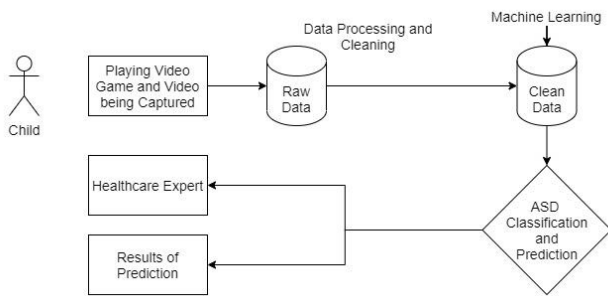 Machine Learning
Data Processing and
Cleaning
Playing Video
Game and Video
being Captured
Raw
Data
Clean
Data
Child
Healthcare Expert
ASD
Classification
and
Prediction
Results of
Prediction